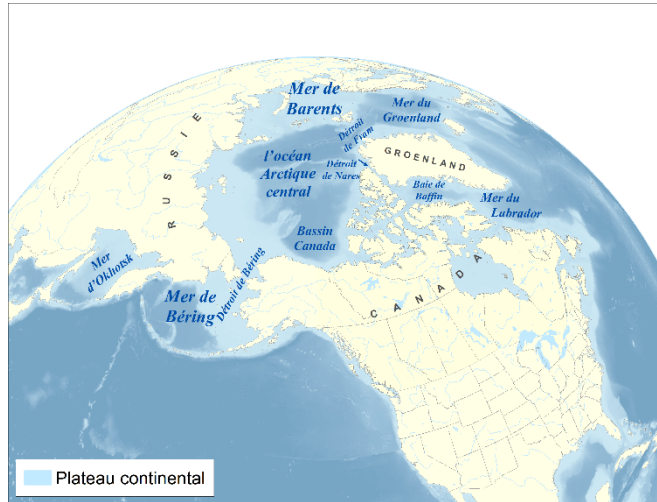 Mer de
Barents
Mer du
Groenland
Détroit
de Fram
GROENLAND
RUSSIE
l'océan
Arctique
central
Détroit
de Nares
Baie de
Baffin
Mer du
Labrador
Bassin
Canada
Mer
d'Okhotsk
Détroit de Béring
Mer de
Béring
CANADA
Plateau continental